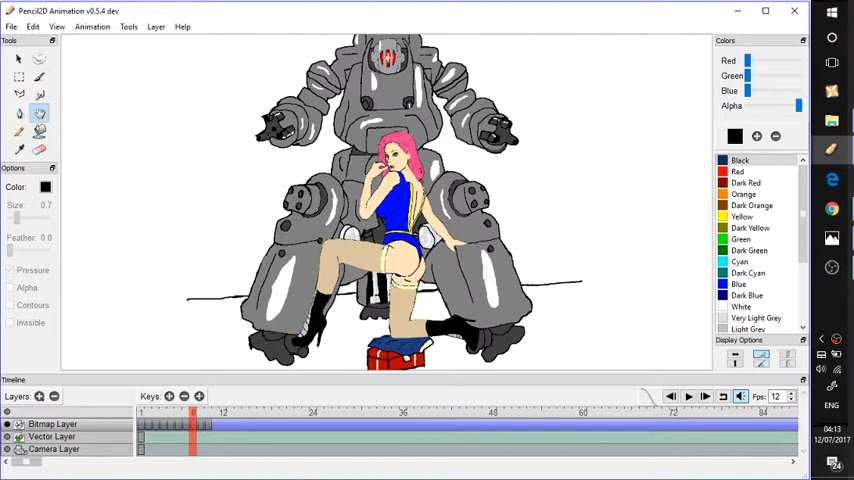 Pencil2D Animation v0.5.4 dev
File Edit View Animation Tools Layer Help
Tools
Options
Color:
Size: 0.7
Feather: 0.0
Pressure
Alpha
Contours
Invisible
Colors
Red
Green
Blue
Alpha
Black
Red
Dark Red
Orange
Dark Orange
Yellow
Dark Yellow
Green
Dark Green
Cyan
Dark Cyan
Blue
Dark Blue
White
Very Light Grey
Light Grey
Display Options
Timeline
Layers: Keys: Fps: 12
1 8 12 24 36 48 60 72 84
Bitmap Layer
Vector Layer
Camera Layer
ENG
04:13
12/07/2017
24